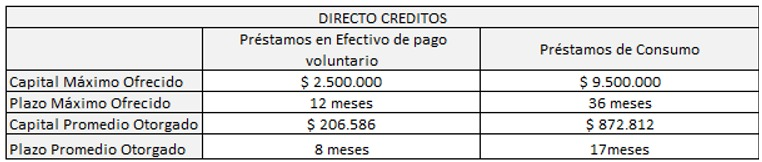 DIRECTO CREDITOS
Préstamos en Efectivo de pago voluntario Préstamos de Consumo
Capital Máximo Ofrecido $ 2.500.000 $ 9.500.000
Plazo Máximo Ofrecido 12 meses 36 meses
Capital Promedio Otorgado $ 206.586 $ 872.812
Plazo Promedio Otorgado 8 meses 17meses